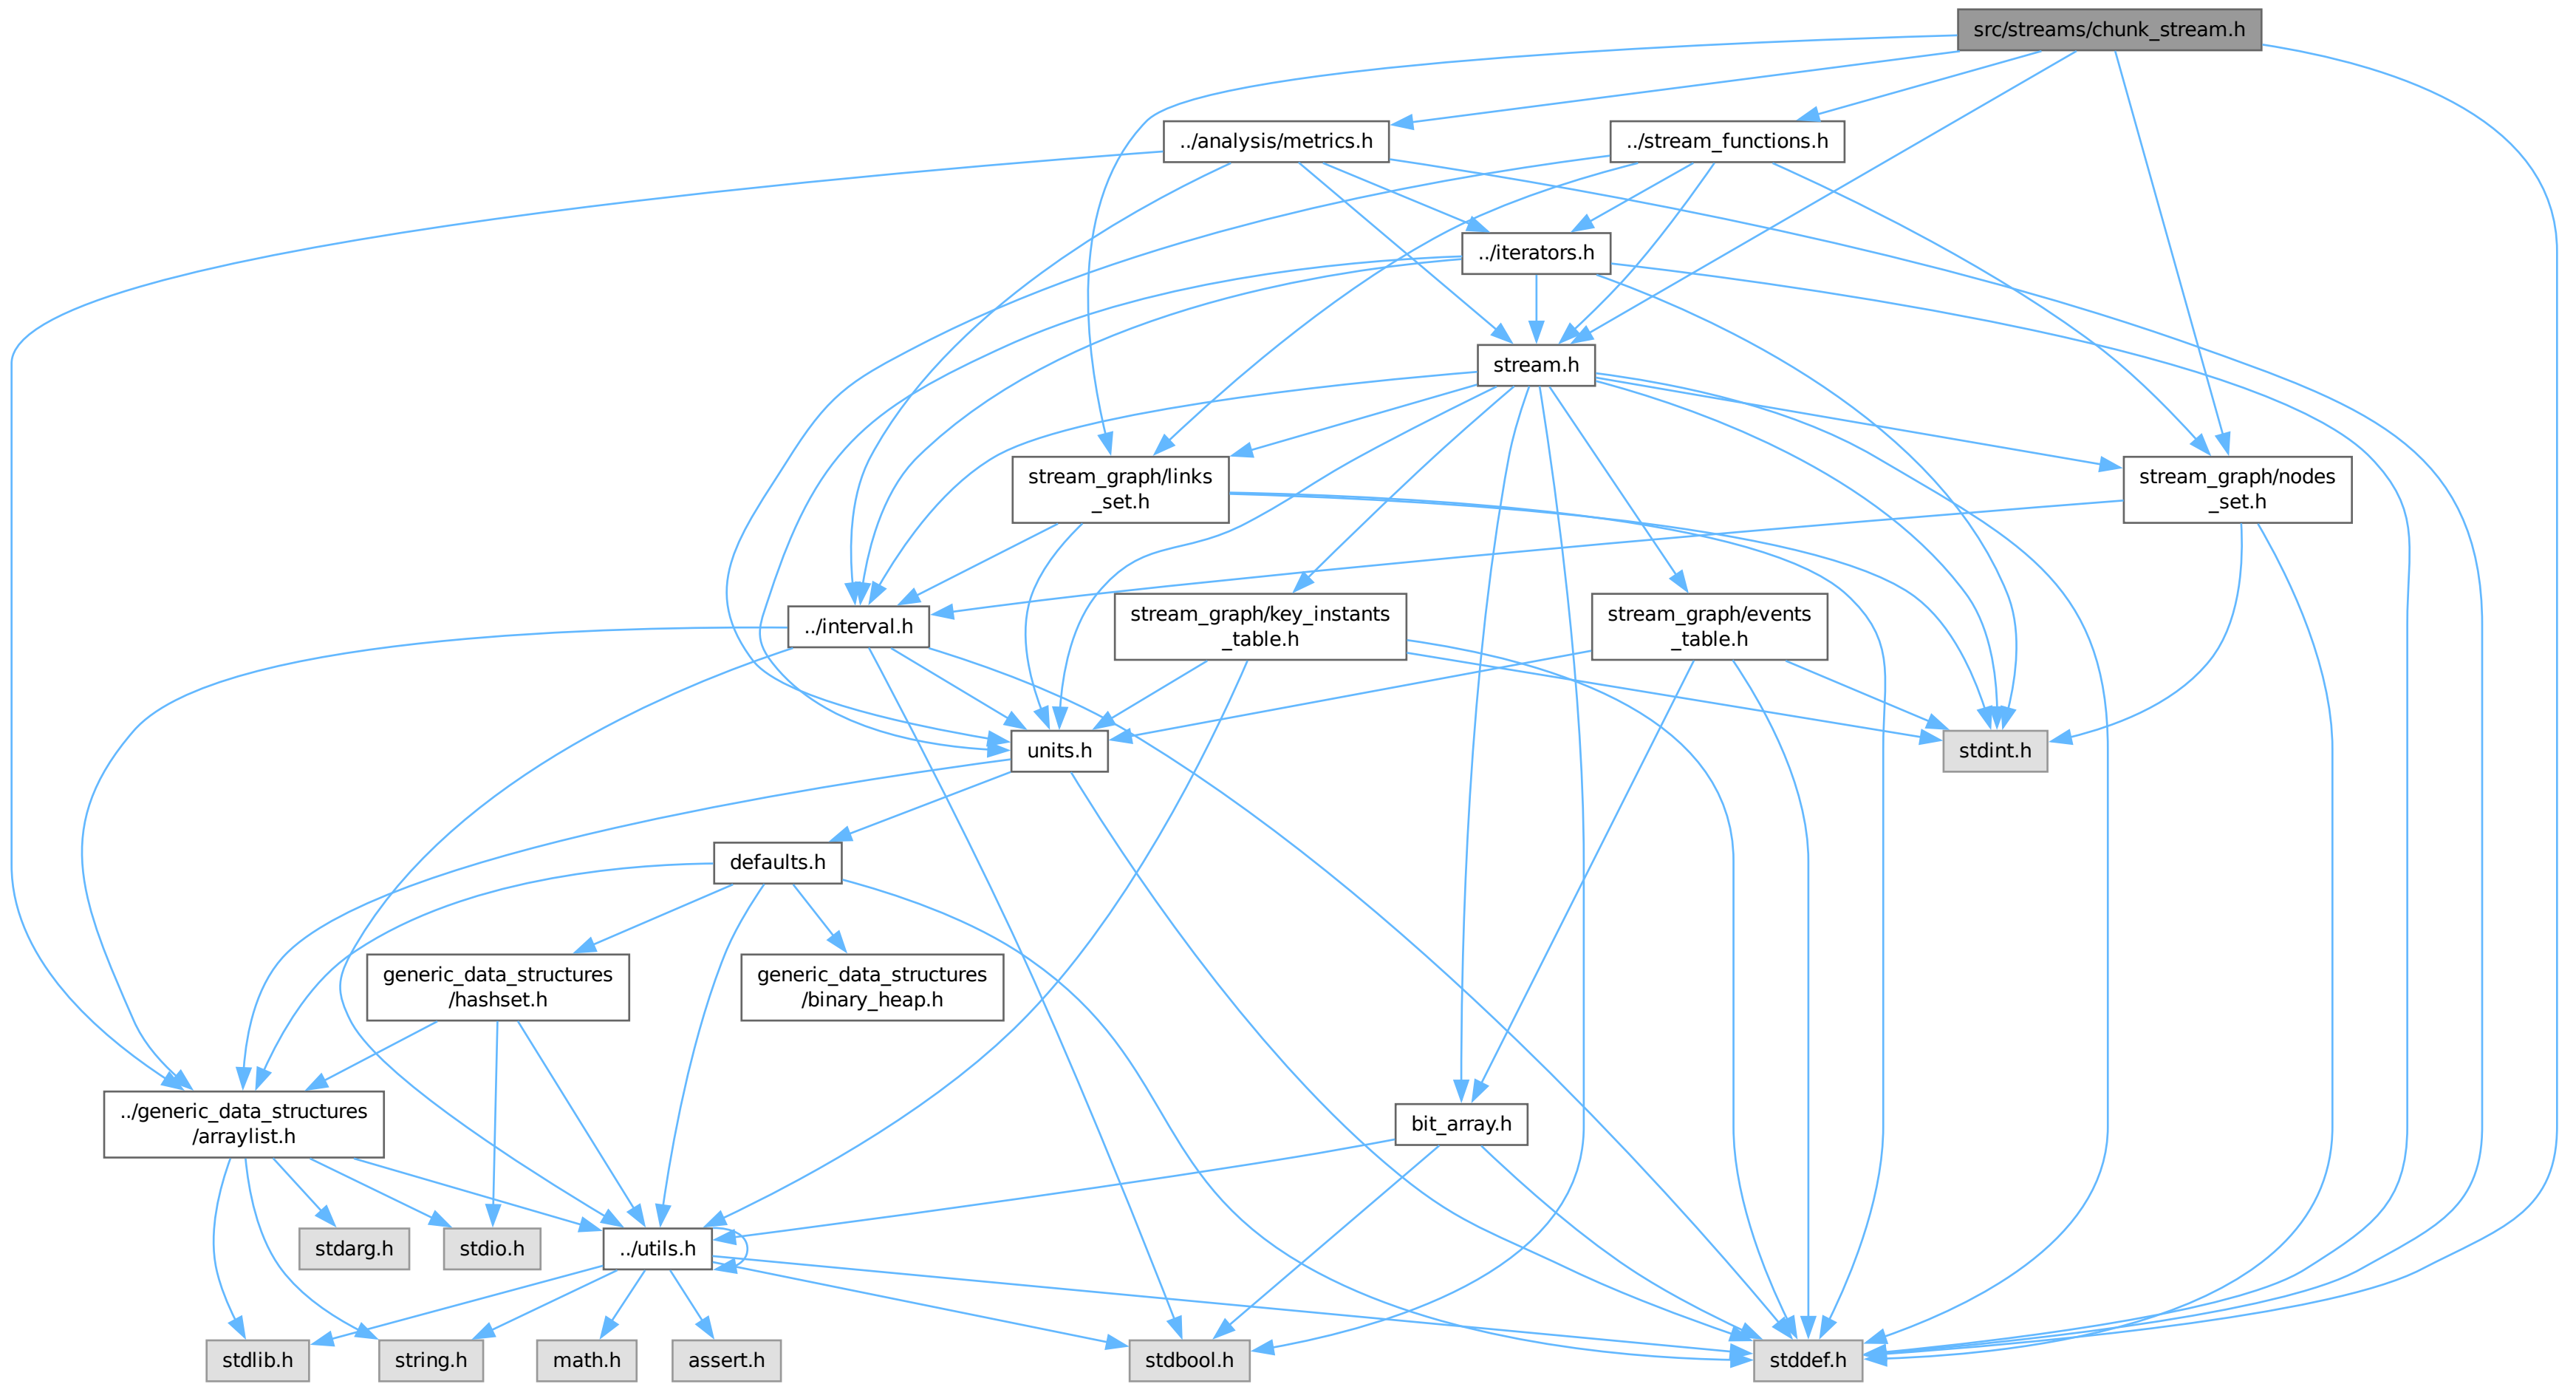 src/streams/chunk_stream.h
../analysis/metrics.h
../stream_functions.h
../iterators.h
stream.h
stream_graph/links
_set.h
stream_graph/nodes
_set.h
../interval.h
stream_graph/key_instants
_table.h
stream_graph/events
_table.h
units.h
stdint.h
defaults.h
generic_data_structures
/hashset.h
generic_data_structures
/binary_heap.h
../generic_data_structures
/arraylist.h
bit_array.h
stdarg.h
stdio.h
../utils.h
stdlib.h
string.h
math.h
assert.h
stdbool.h
stddef.h